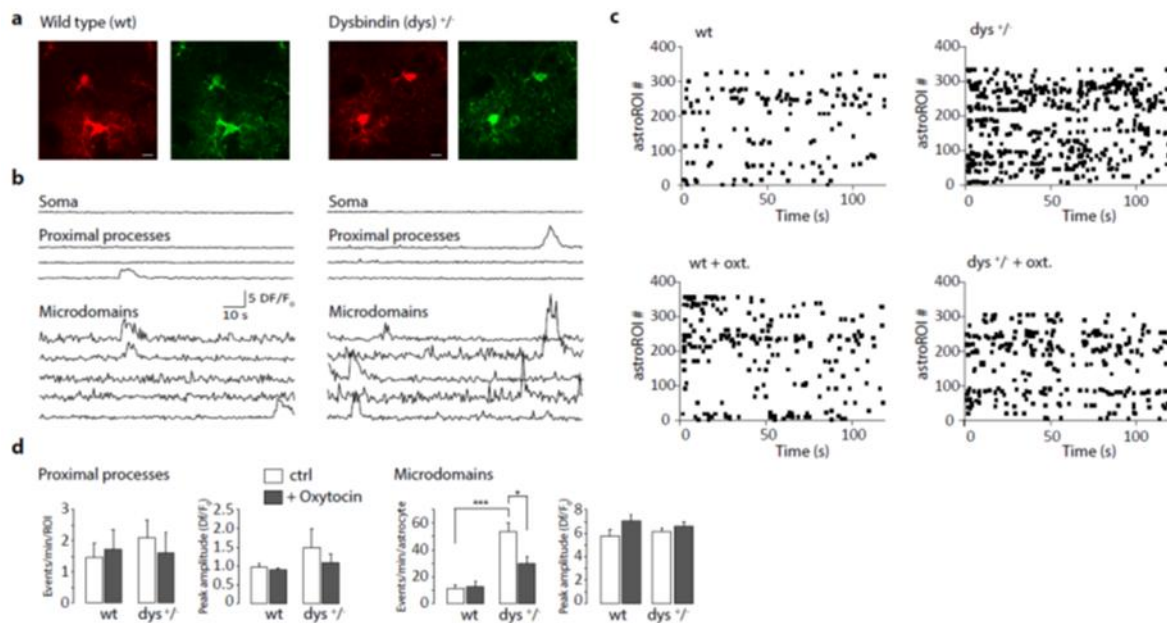 a
Wild type (wt)
Dysbindin (dys) +/-
b
Soma
Proximal processes
5 DF/F0
10 s
Microdomains
Soma
Proximal processes
Microdomains
c
wt
astroROI #
400
300
200
100
0
0 50 100
Time (s)
dys +/-
astroROI #
400
300
200
100
0
0 50 100
Time (s)
wt + oxt.
astroROI #
400
300
200
400
0
0 50 100
Time (s)
dys +/- + oxt.
astroROI #
400
300
200
100
0
0 50 100
Time (s)
d
Proximal processes
ctrl
+ Oxytocin
Microdomains
Events/min/ROI
3
2
1
0
wt dys +/-
Peak amplitude (Df/F0)
2.5
2.0
1.5
1.0
0.5
0
wt dys +/-
Events/min/astrocyte
60
40
20
0
*** *
wt dys +/-
Peak amplitude (Df/F0)
8
6
4
2
0
wt dys +/-